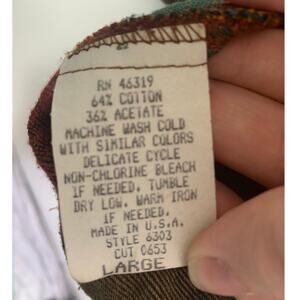 RN 46319
64% COTTON
36% ACETATE
MACHINE WASH COLD
WITH SIMILAR COLORS
DELICATE CYCLE
NON-CHLORINE BLEACH
IF NEEDED. TUMBLE
DRY LOW. WARM IRON
IF NEEDED.
MADE IN U.S.A.
STYLE 6303
CUT 0653
LARGE